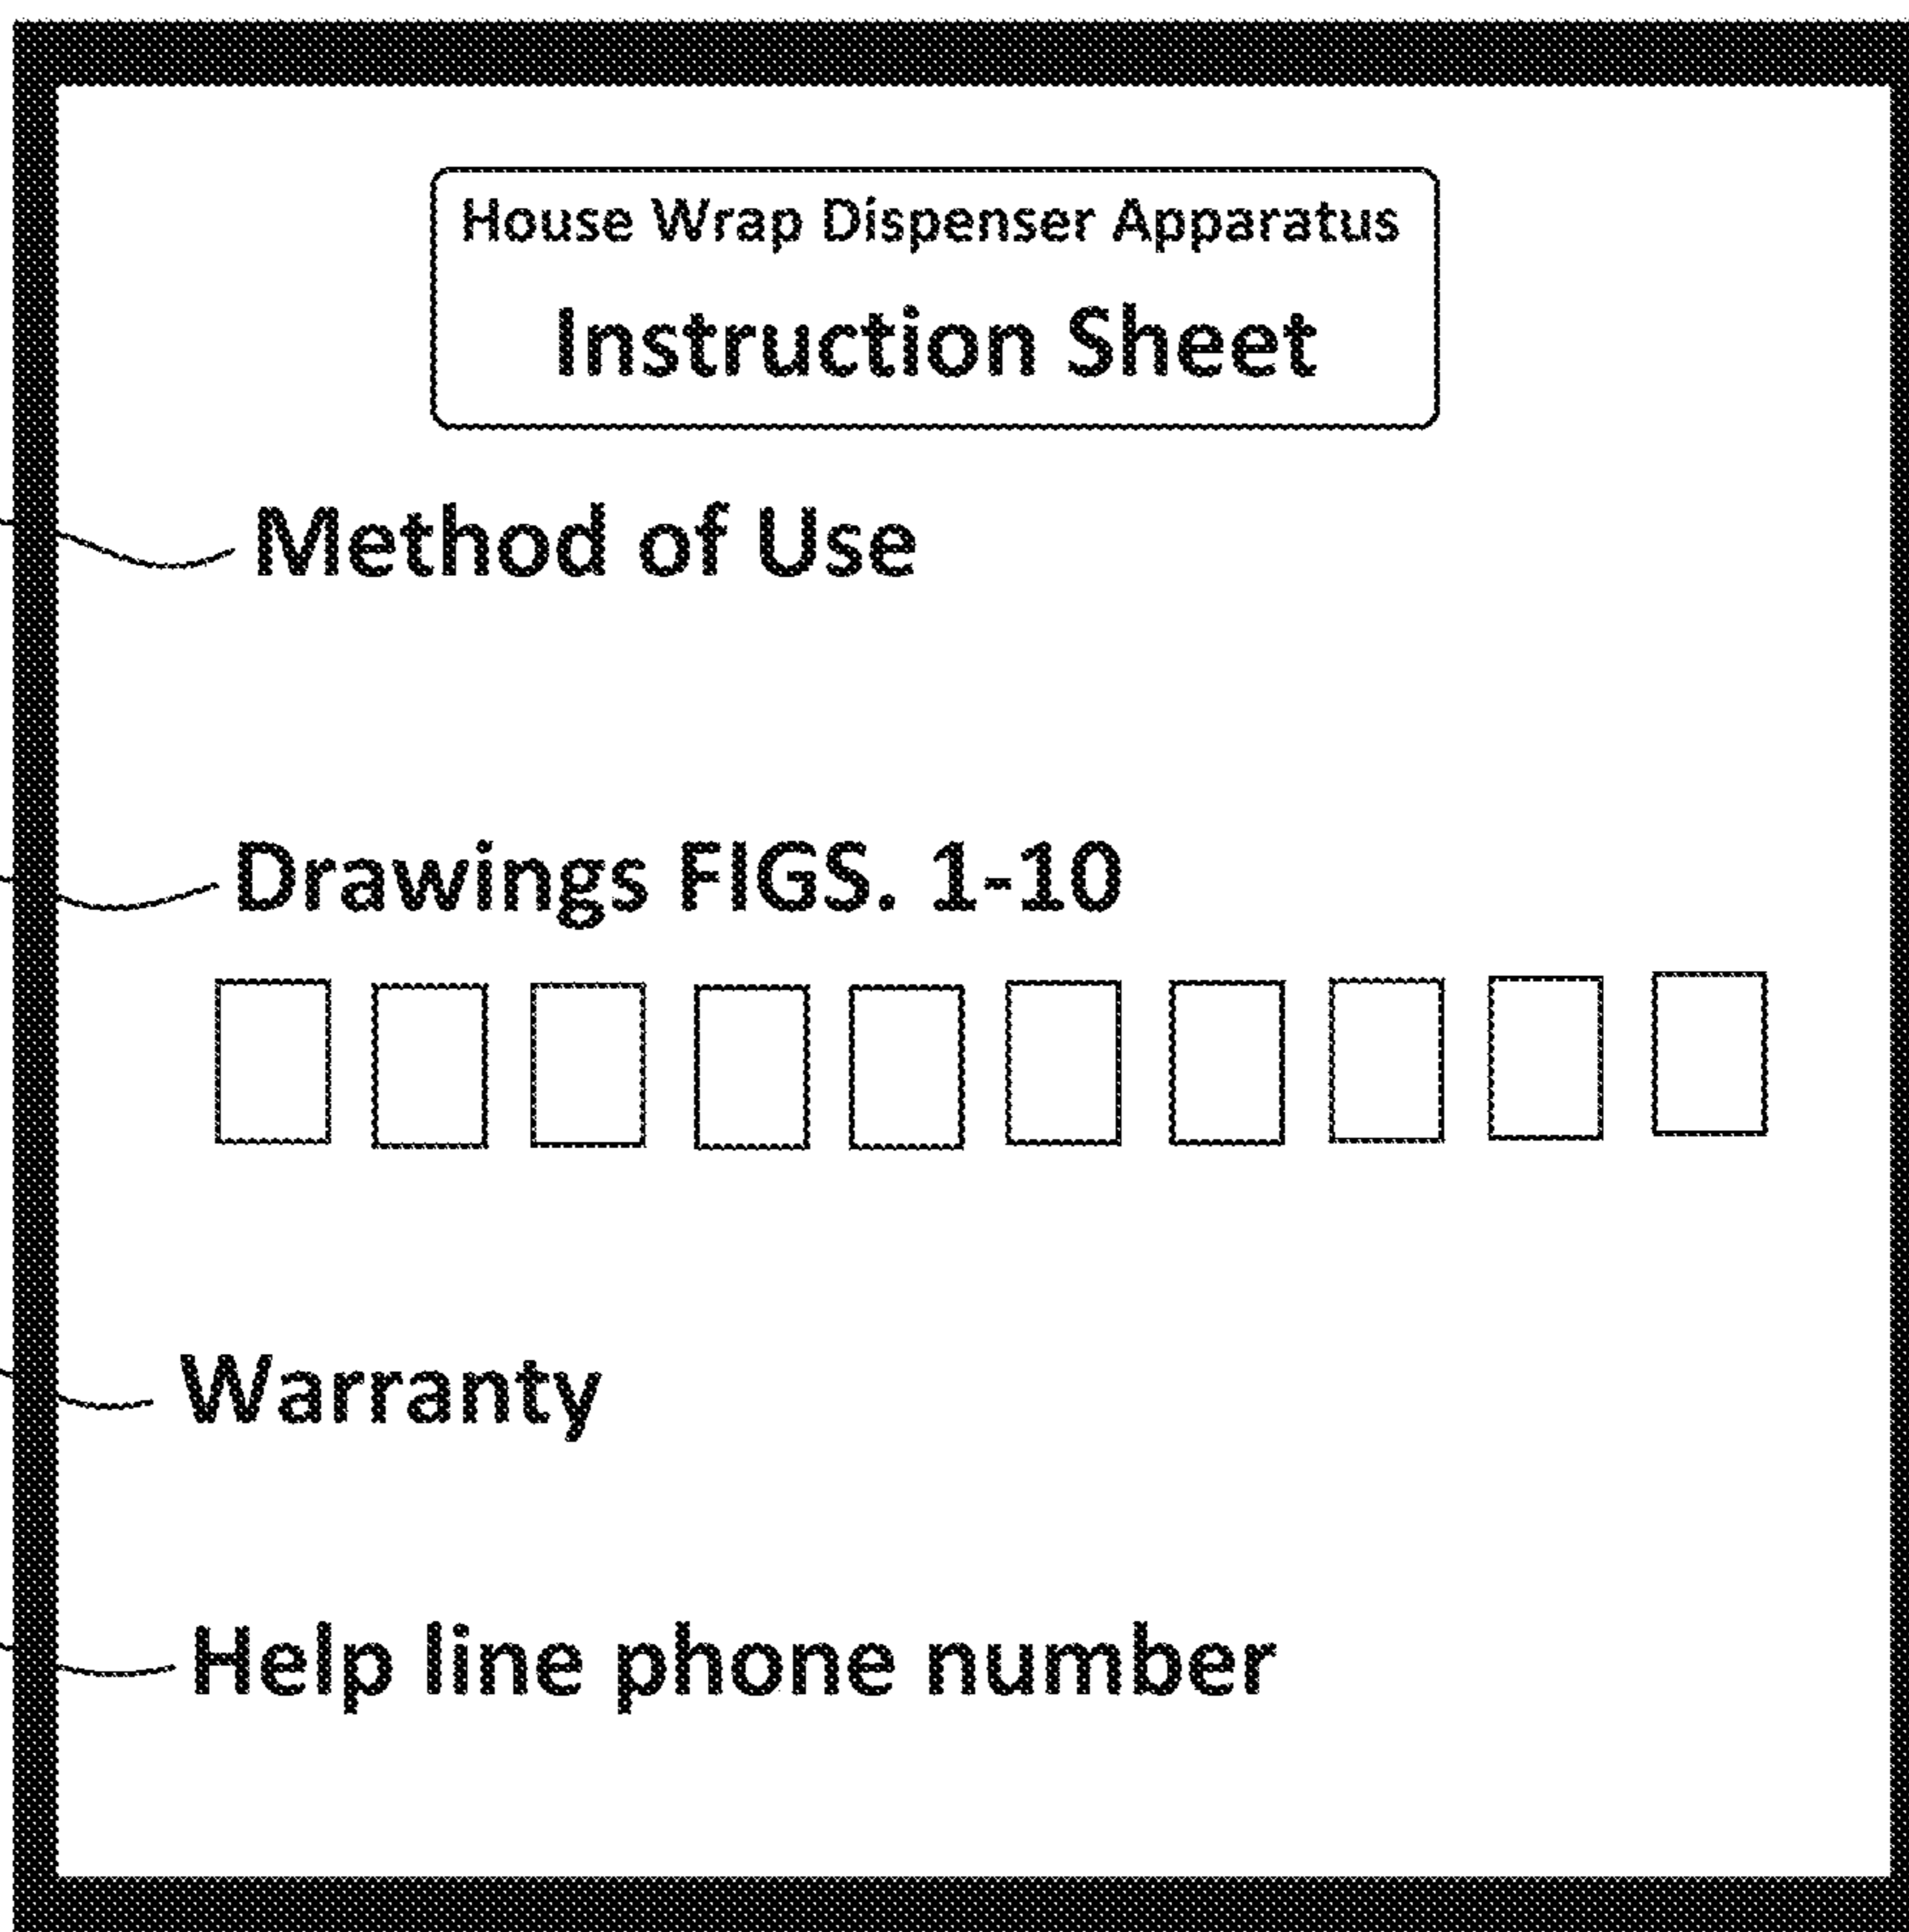 House Wrap Dispenser Apparatus
Instruction Sheet
Method of Use
Drawings FIGS. 1-10
Warranty
Help line phone number